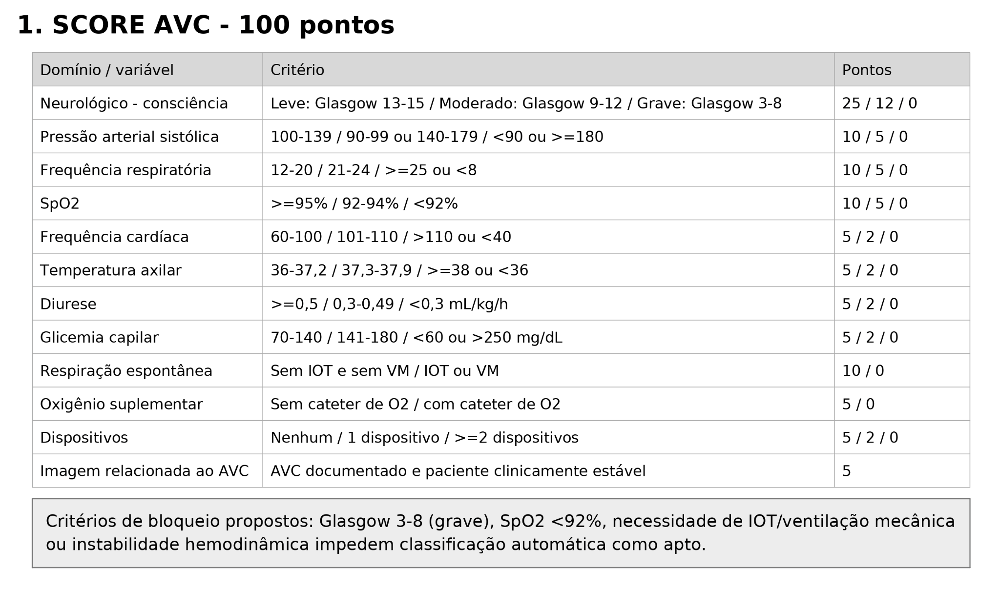 1. SCORE AVC - 100 pontos
Domínio / variável Critério Pontos
Neurológico - consciência Leve: Glasgow 13-15 / Moderado: Glasgow 9-12 / Grave: Glasgow 3-8 25 / 12 / 0
Pressão arterial sistólica 100-139 / 90-99 ou 140-179 / <90 ou >=180 10 / 5 / 0
Frequência respiratória 12-20 / 21-24 / >=25 ou <8 10 / 5 / 0
SpO2 >=95% / 92-94% / <92% 10 / 5 / 0
Frequência cardíaca 60-100 / 101-110 / >110 ou <40 5 / 2 / 0
Temperatura axilar 36-37,2 / 37,3-37,9 / >=38 ou <36 5 / 2 / 0
Diurese >=0,5 / 0,3-0,49 / <0,3 mL/kg/h 5 / 2 / 0
Glicemia capilar 70-140 / 141-180 / <60 ou >250 mg/dL 5 / 2 / 0
Respiração espontânea Sem IOT e sem VM / IOT ou VM 10 / 0
Oxigênio suplementar Sem cateter de O2 / com cateter de O2 5 / 0
Dispositivos Nenhum / 1 dispositivo / >=2 dispositivos 5 / 2 / 0
Imagem relacionada ao AVC AVC documentado e paciente clinicamente estável 5
Critérios de bloqueio propostos: Glasgow 3-8 (grave), SpO2 <92%, necessidade de IOT/ventilação mecânica
ou instabilidade hemodinâmica impedem classificação automática como apto.